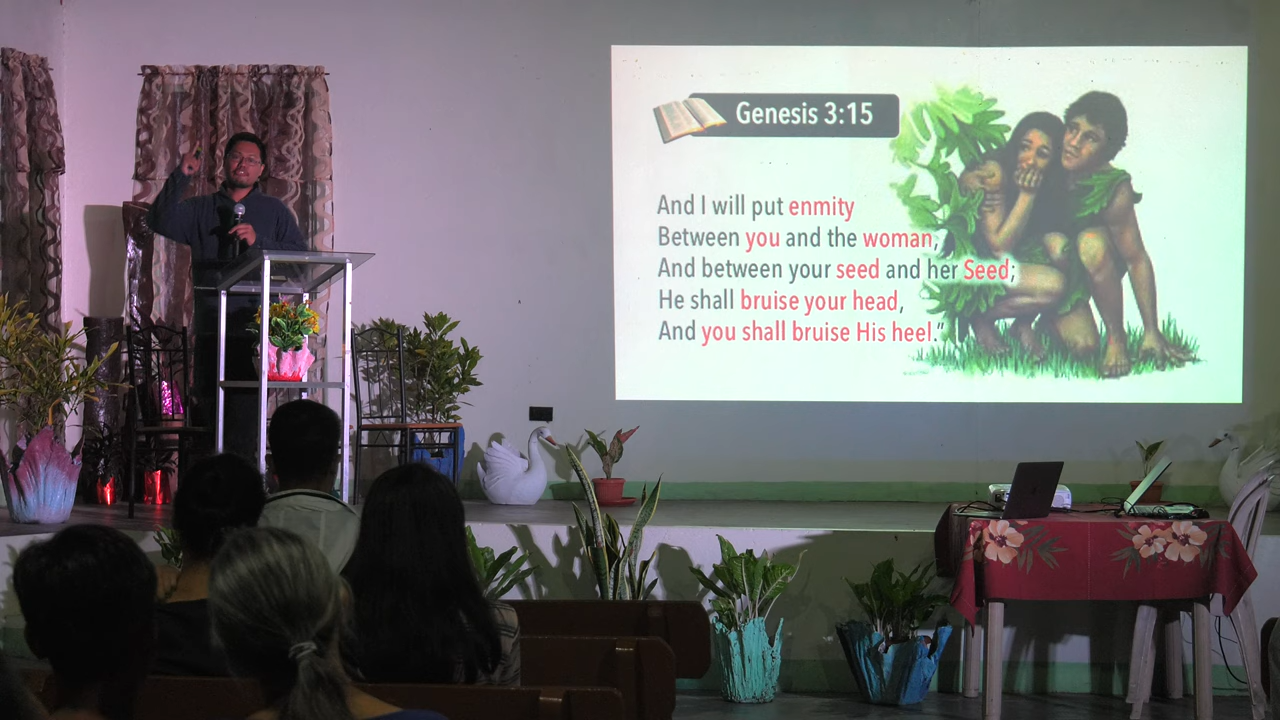 Genesis 3:15
And I will put enmity
Between you and the woman,
And between your seed and her Seed;
He shall bruise your head,
And you shall bruise His heel.”